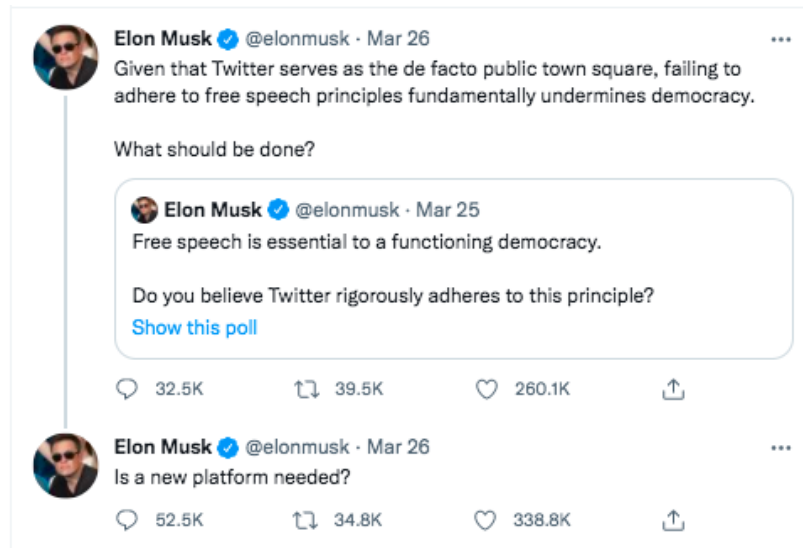 Elon Musk @elonmusk · Mar 26
Given that Twitter serves as the de facto public town square, failing to
adhere to free speech principles fundamentally undermines democracy.
What should be done?
Elon Musk @elonmusk · Mar 25
Free speech is essential to a functioning democracy.
Do you believe Twitter rigorously adheres to this principle?
Show this poll
32.5K 39.5K 260.1K
Elon Musk @elonmusk · Mar 26
Is a new platform needed?
52.5K 34.8K 338.8K